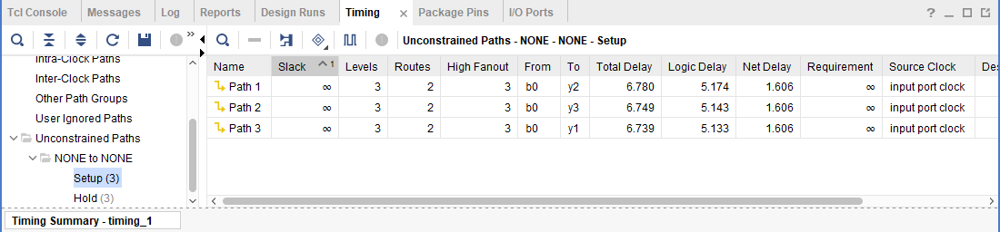 Tcl Console Messages Log Reports Design Runs Timing × Package Pins I/O Ports ?
» Unconstrained Paths - NONE - NONE - Setup
Intra-Clock Paths
Inter-Clock Paths
Other Path Groups
User Ignored Paths
Unconstrained Paths
NONE to NONE
Setup (3)
Hold (3)
Name Slack 1 Levels Routes High Fanout From To Total Delay Logic Delay Net Delay Requirement Source Clock Des
Path 1 ∞ 3 2 3 b0 y2 6.780 5.174 1.606 ∞ input port clock
Path 2 ∞ 3 2 3 b0 y3 6.749 5.143 1.606 ∞ input port clock
Path 3 ∞ 3 2 3 b0 y1 6.739 5.133 1.606 ∞ input port clock
Timing Summary - timing_1